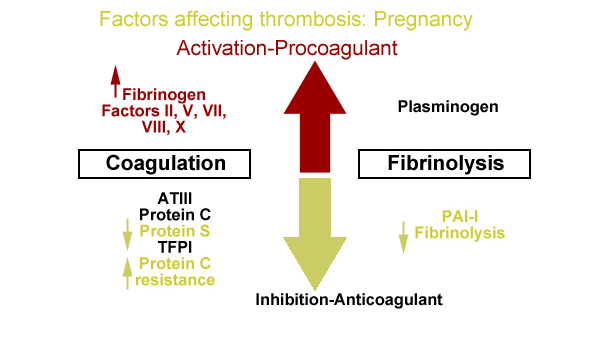 Factors affecting thrombosis: Pregnancy
Activation-Procoagulant
Fibrinogen
Factors II, V, VII,
VIII, X
Plasminogen
Coagulation
Fibrinolysis
ATIII
Protein C
Protein S
TFPI
Protein C
resistance
PAI-I
Fibrinolysis
Inhibition-Anticoagulant